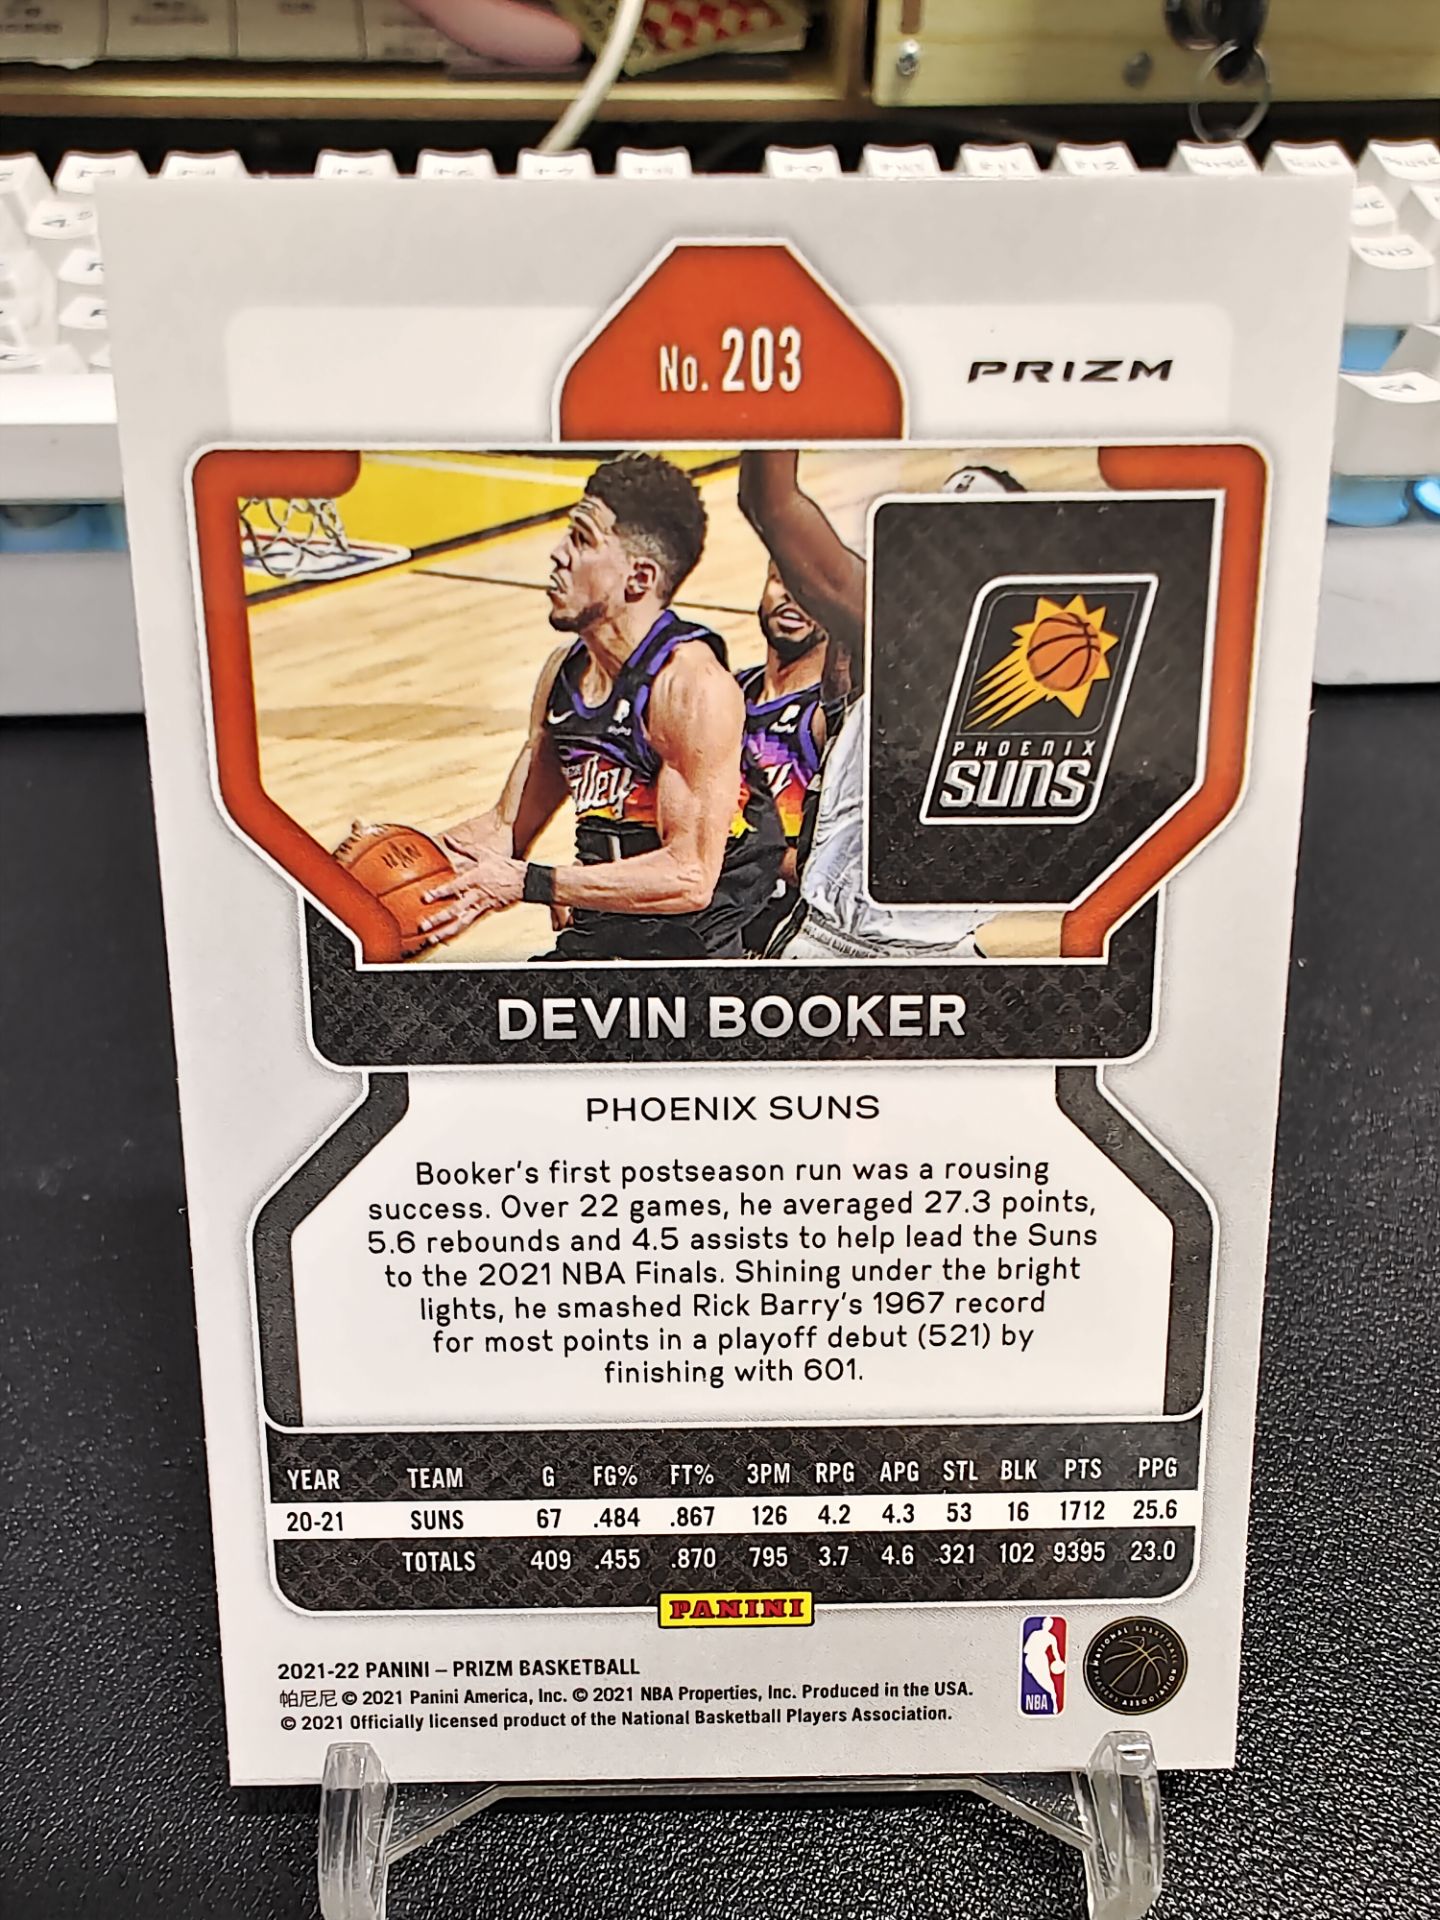 No. 203
PRIZM
Valley
PHOENIX
SUNS
DEVIN BOOKER
PHOENIX SUNS
Booker's first postseason run was a rousing
success. Over 22 games, he averaged 27.3 points,
5.6 rebounds and 4.5 assists to help lead the Suns
to the 2021 NBA Finals. Shining under the bright
lights, he smashed Rick Barry's 1967 record
for most points in a playoff debut (521) by
finishing with 601.
YEAR TEAM G FG% FT% 3PM RPG APG STL BLK PTS PPG
20-21 SUNS 67 .484 .867 126 4.2 4.3 53 16 1712 25.6
TOTALS 409 .455 .870 795 3.7 4.6 321 102 9395 23.0
PANINI
2021-22 PANINI – PRIZM BASKETBALL
帕尼尼 © 2021 Panini America, Inc. © 2021 NBA Properties, Inc. Produced in the USA.
© 2021 Officially licensed product of the National Basketball Players Association.
NBA
NATIONAL BASKETBALL PLAYERS ASSOCIATION